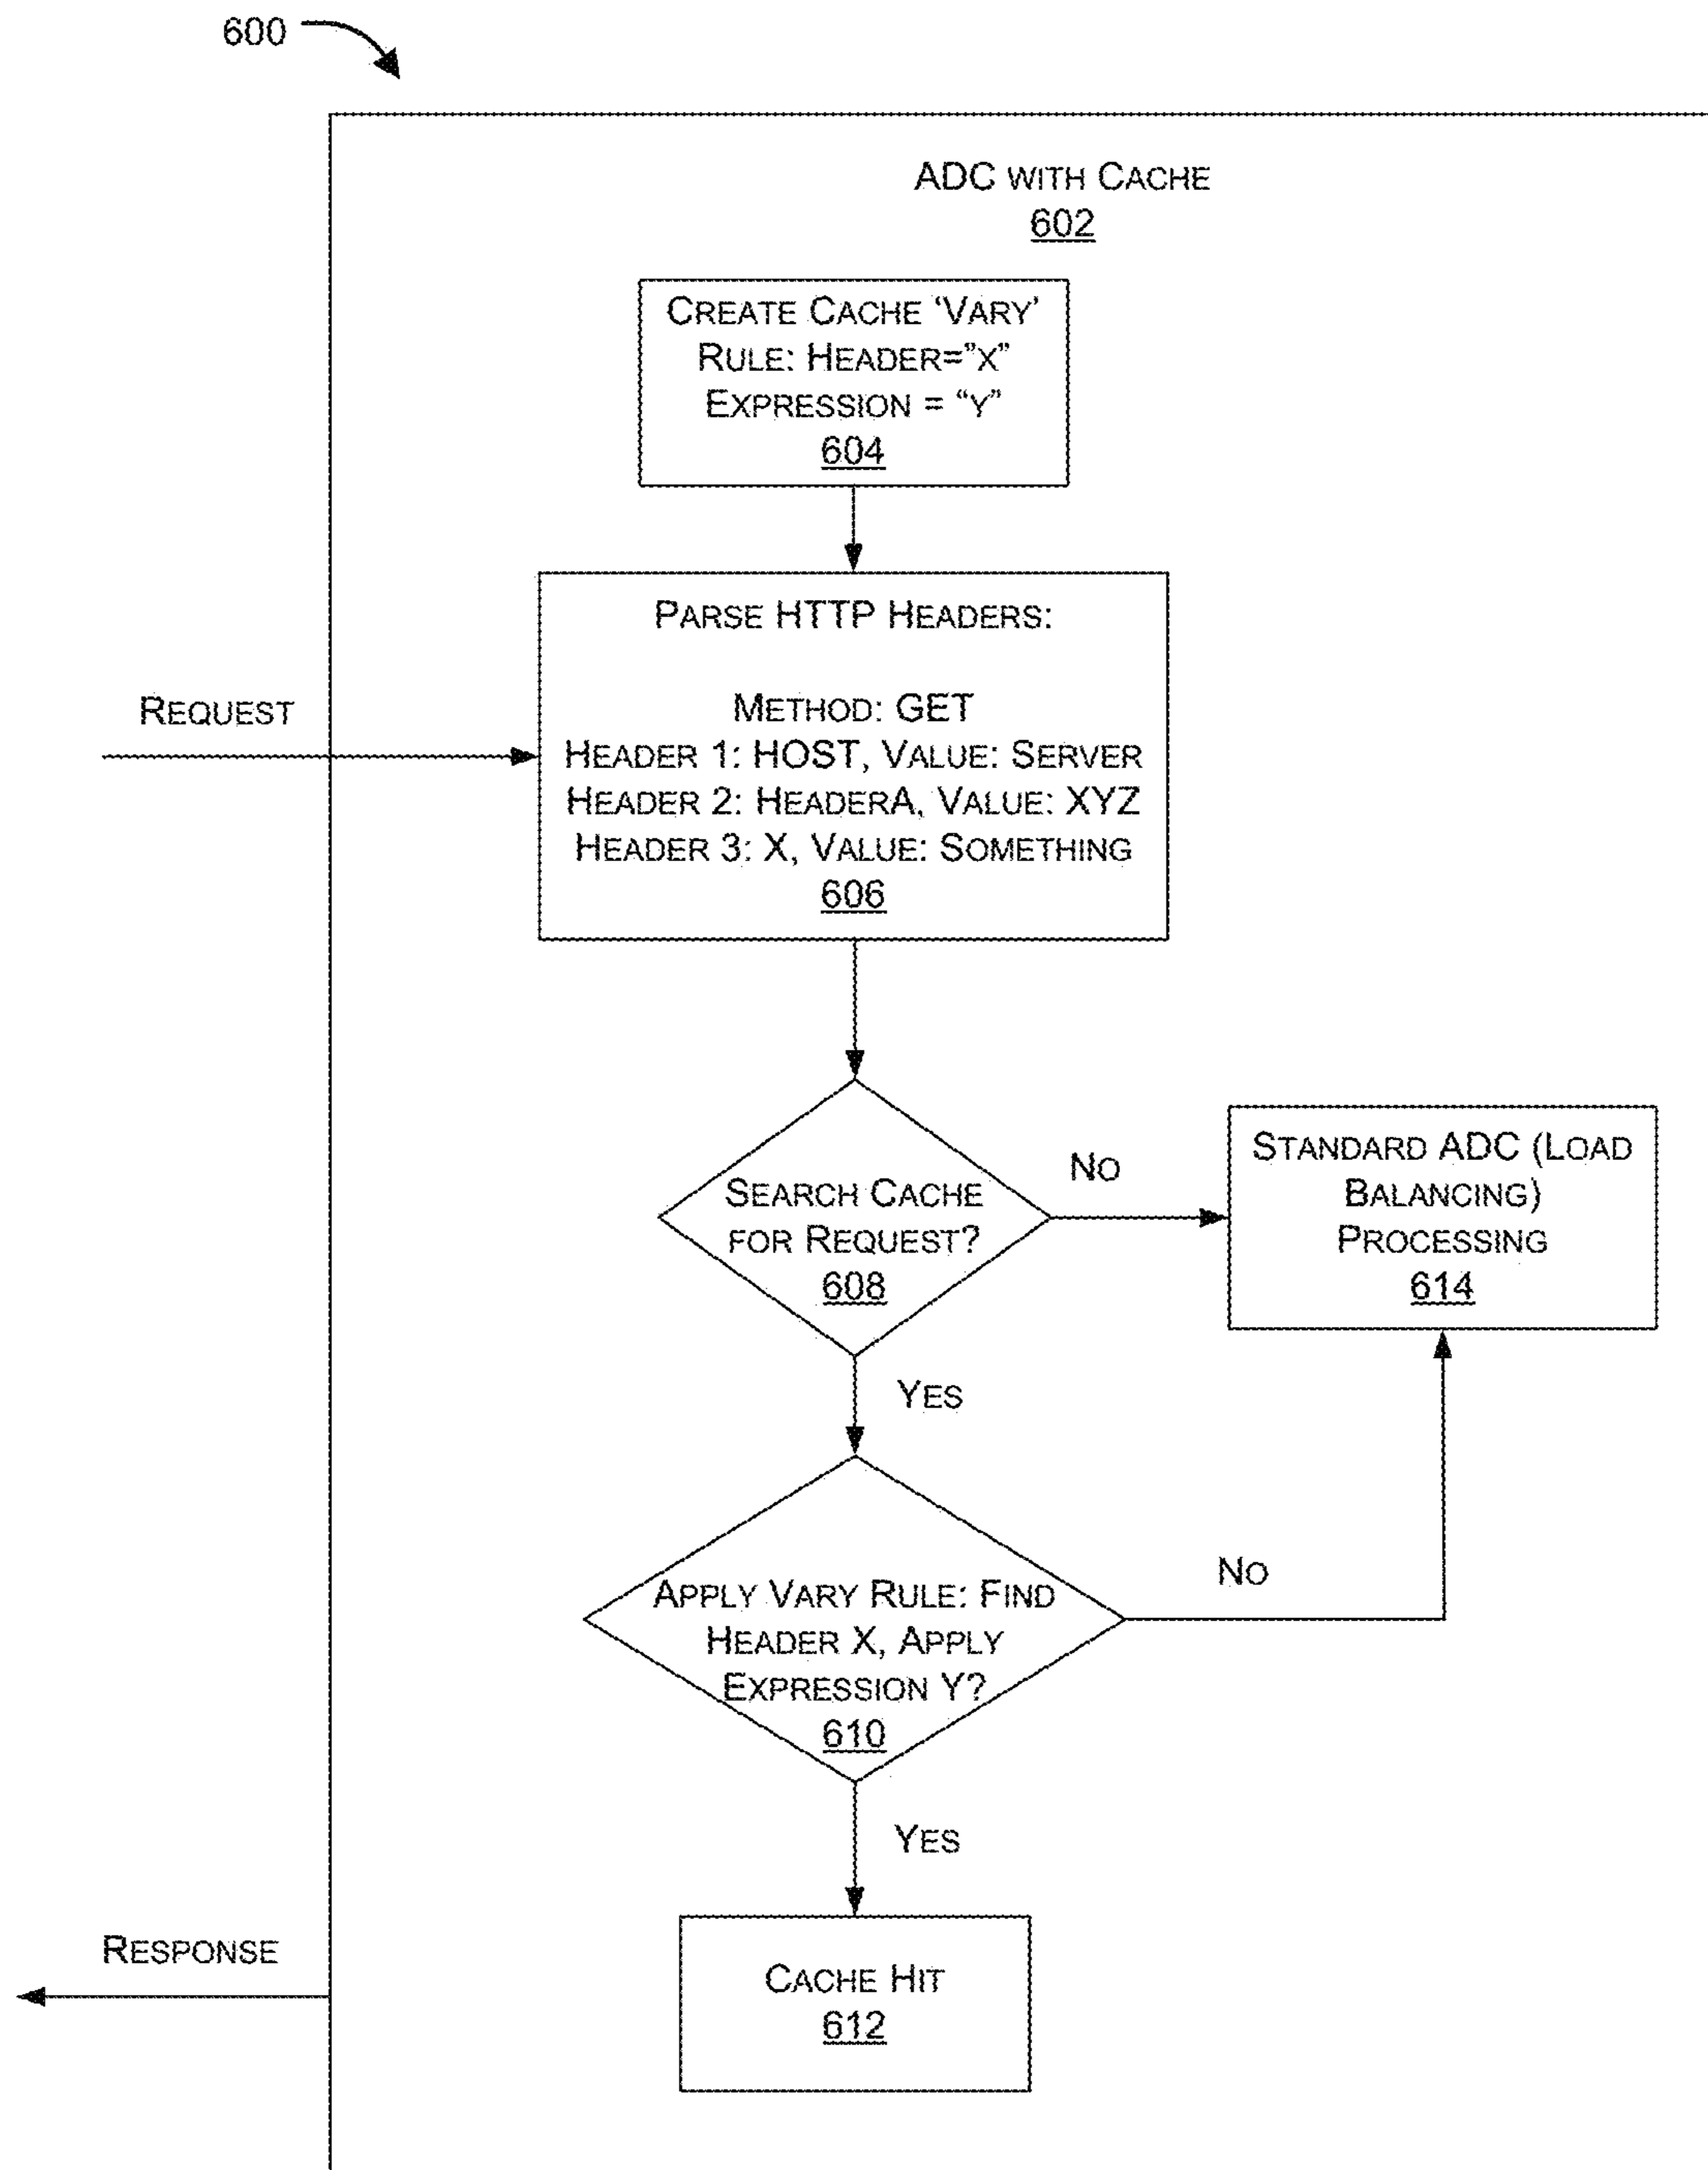 600
ADC WITH CACHE
602
CREATE CACHE ‘VARY’
RULE: HEADER=”X”
EXPRESSION = “Y”
604
PARSE HTTP HEADERS:
METHOD: GET
HEADER 1: HOST, VALUE: SERVER
HEADER 2: HEADERA, VALUE: XYZ
HEADER 3: X, VALUE: SOMETHING
606
REQUEST
SEARCH CACHE
FOR REQUEST?
608
NO
STANDARD ADC (LOAD
BALANCING)
PROCESSING
614
YES
APPLY VARY RULE: FIND
HEADER X, APPLY
EXPRESSION Y?
610
NO
YES
CACHE HIT
612
RESPONSE